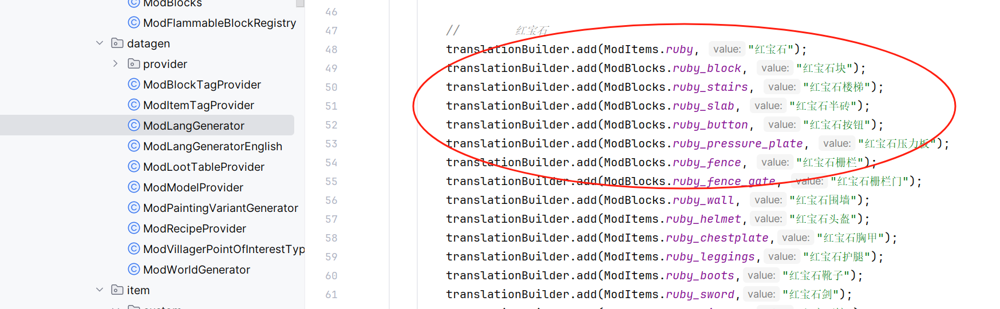 ModBlocks
ModFlammableBlockRegistry
datagen
provider
ModBlockTagProvider
ModItemTagProvider
ModLangGenerator
ModLangGeneratorEnglish
ModLootTableProvider
ModModelProvider
ModPaintingVariantGenerator
ModRecipeProvider
ModVillagerPointOfInterestTyp
ModWorldGenerator
item
46
47 // 红宝石
48 translationBuilder.add(ModItems.ruby, value: "红宝石");
49 translationBuilder.add(ModBlocks.ruby_block, value: "红宝石块");
50 translationBuilder.add(ModBlocks.ruby_stairs, value: "红宝石楼梯");
51 translationBuilder.add(ModBlocks.ruby_slab, value: "红宝石半砖");
52 translationBuilder.add(ModBlocks.ruby_button, value: "红宝石按钮");
53 translationBuilder.add(ModBlocks.ruby_pressure_plate, value: "红宝石压力板");
54 translationBuilder.add(ModBlocks.ruby_fence, value: "红宝石栅栏");
55 translationBuilder.add(ModBlocks.ruby_fence_gate, value: "红宝石栅栏门");
56 translationBuilder.add(ModBlocks.ruby_wall, value: "红宝石围墙");
57 translationBuilder.add(ModItems.ruby_helmet, value: "红宝石头盔");
58 translationBuilder.add(ModItems.ruby_chestplate, value: "红宝石胸甲");
59 translationBuilder.add(ModItems.ruby_leggings, value: "红宝石护腿");
60 translationBuilder.add(ModItems.ruby_boots, value: "红宝石靴子");
61 translationBuilder.add(ModItems.ruby_sword, value: "红宝石剑");